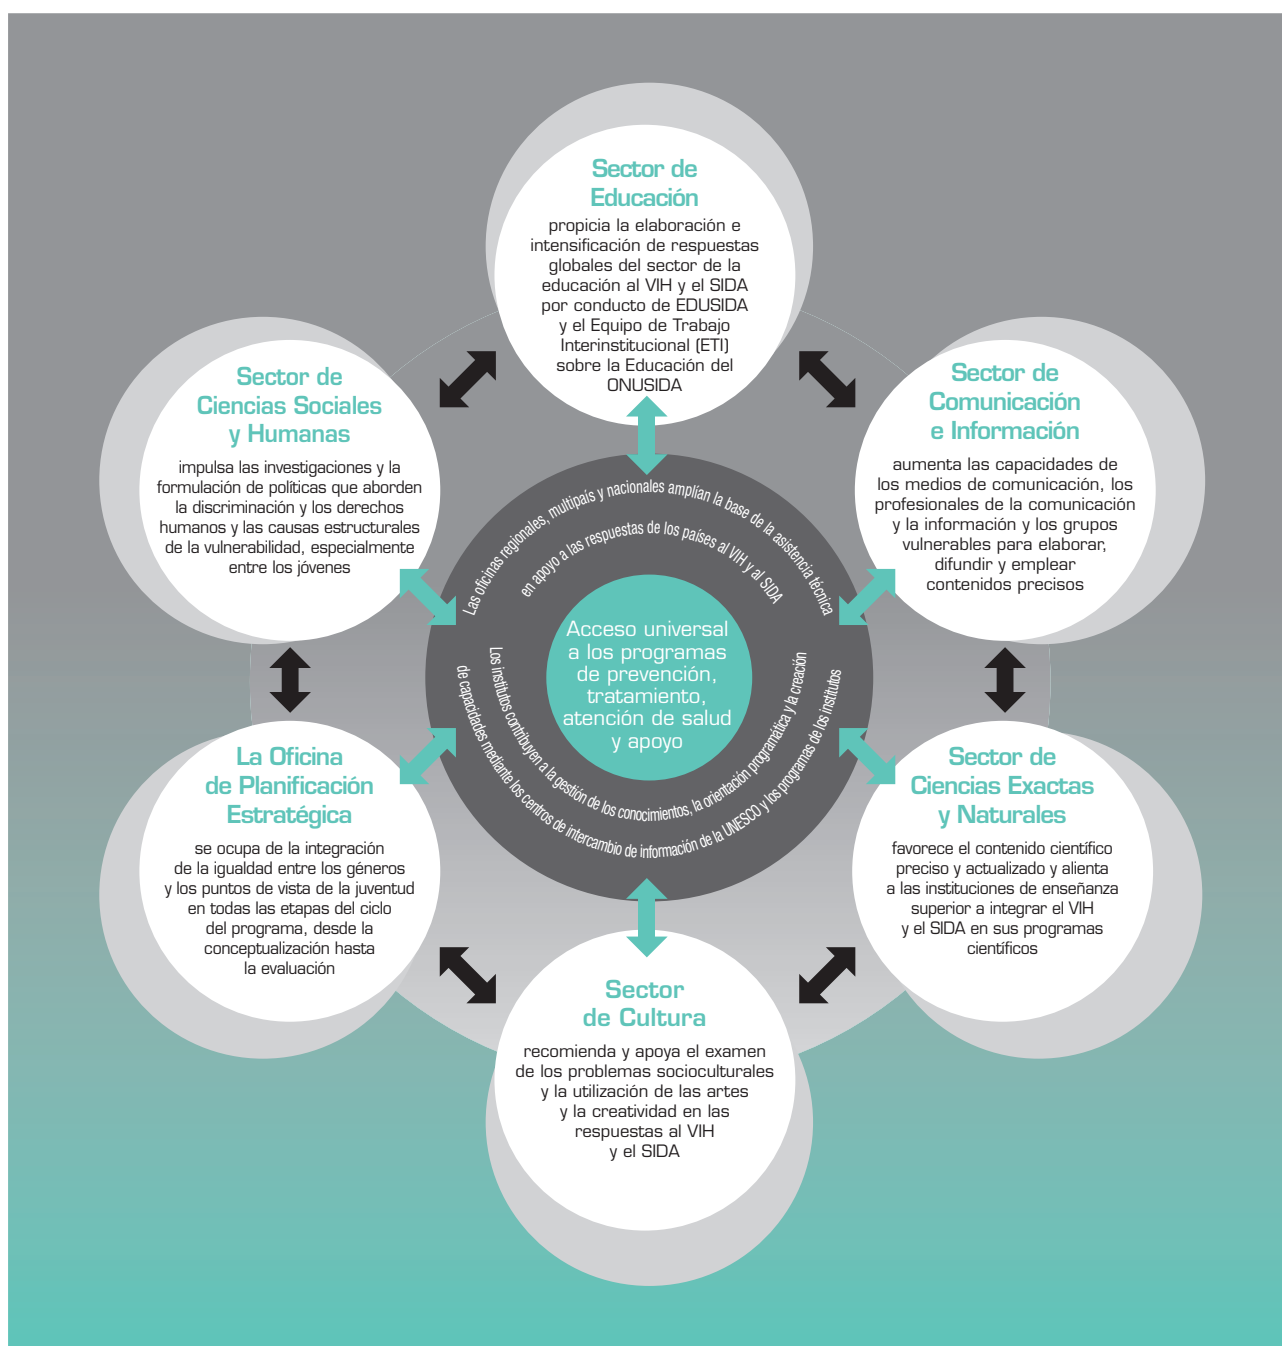 Sector de
Educación
propicia la elaboración e
intensificación de respuestas
globales del sector de la
educación al VIH y el SIDA
por conducto de EDUSIDA
y el Equipo de Trabajo
Interinstitucional (ETI)
sobre la Educación del
ONUSIDA
Sector de
Ciencias Sociales
y Humanas
impulsa las investigaciones y la
formulación de políticas que aborden
la discriminación y los derechos
humanos y las causas estructurales
de la vulnerabilidad, especialmente
entre los jóvenes
Sector de
Comunicación
e Información
aumenta las capacidades de
los medios de comunicación, los
profesionales de la comunicación
y la información y los grupos
vulnerables para elaborar,
difundir y emplear
contenidos precisos
Las oficinas regionales, multipaís y nacionales amplían la base de la asistencia técnica
en apoyo a las respuestas de los países al VIH y al SIDA
Acceso universal
a los programas
de prevención,
tratamiento,
atención de salud
y apoyo
Los institutos contribuyen a la gestión de los conocimientos, la orientación programática y la creación
de capacidades mediante los centros de intercambio de información de la UNESCO y los programas de los institutos
La Oficina
de Planificación
Estratégica
se ocupa de la integración
de la igualdad entre los géneros
y los puntos de vista de la juventud
en todas las etapas del ciclo
del programa, desde la
conceptualización hasta
la evaluación
Sector de
Ciencias Exactas
y Naturales
favorece el contenido científico
preciso y actualizado y alienta
a las instituciones de enseñanza
superior a integrar el VIH
y el SIDA en sus programas
científicos
Sector
de Cultura
recomienda y apoya el examen
de los problemas socioculturales
y la utilización de las artes
y la creatividad en las
respuestas al VIH
y el SIDA